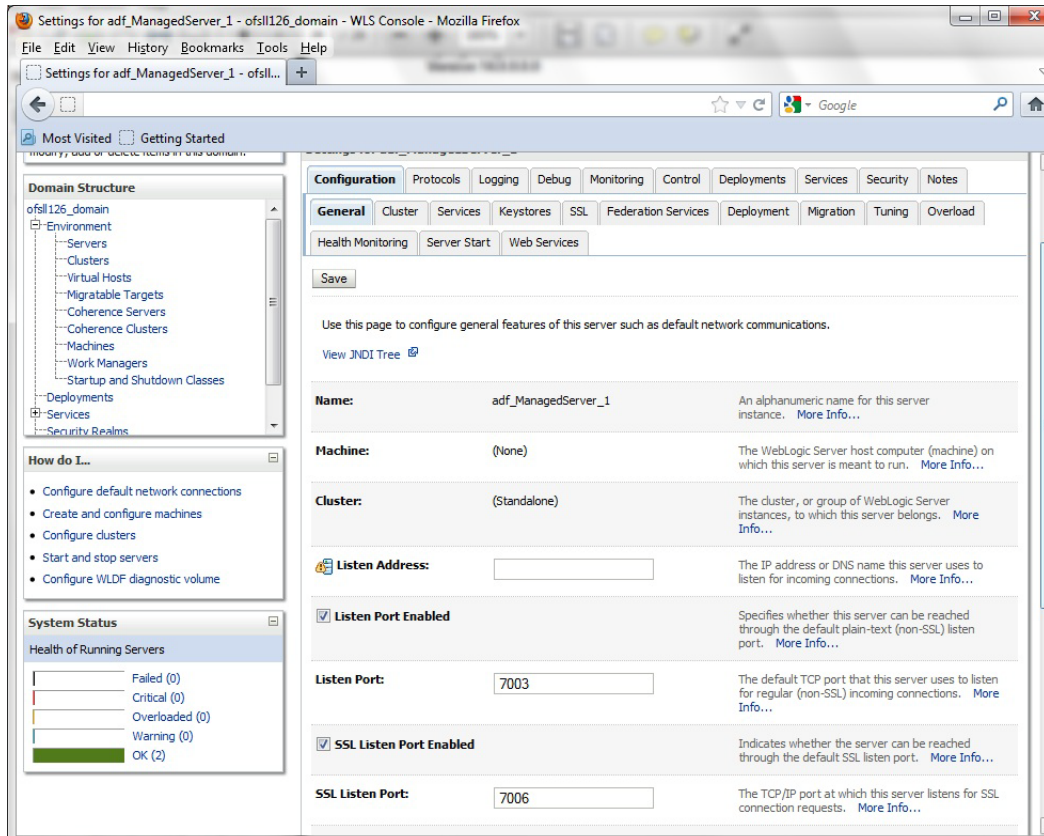 Settings for adf_ManagedServer_1 - ofsll126_domain - WLS Console - Mozilla Firefox
File Edit View History Bookmarks Tools Help
Settings for adf_ManagedServer_1 - ofsll...
Google
Most Visited Getting Started
modify, add or delete items in this domain.
Domain Structure
ofsll126_domain
Environment
Servers
Clusters
Virtual Hosts
Migratable Targets
Coherence Servers
Coherence Clusters
Machines
Work Managers
Startup and Shutdown Classes
Deployments
Services
Security Realms
How do I...
Configure default network connections
Create and configure machines
Configure clusters
Start and stop servers
Configure WLDF diagnostic volume
System Status
Health of Running Servers
Failed (0)
Critical (0)
Overloaded (0)
Warning (0)
OK (2)
Settings for adf_ManagedServer_1
Configuration Protocols Logging Debug Monitoring Control Deployments Services Security Notes
General Cluster Services Keystores SSL Federation Services Deployment Migration Tuning Overload
Health Monitoring Server Start Web Services
Save
Use this page to configure general features of this server such as default network communications.
View JNDI Tree
Name: adf_ManagedServer_1
An alphanumeric name for this server
instance. More Info...
Machine: (None)
The WebLogic Server host computer (machine) on
which this server is meant to run. More Info...
Cluster: (Standalone)
The cluster, or group of WebLogic Server
instances, to which this server belongs. More
Info...
Listen Address:
The IP address or DNS name this server uses to
listen for incoming connections. More Info...
Listen Port Enabled
Specifies whether this server can be reached
through the default plain-text (non-SSL) listen
port. More Info...
Listen Port: 7003
The default TCP port that this server uses to listen
for regular (non-SSL) incoming connections. More
Info...
SSL Listen Port Enabled
Indicates whether the server can be reached
through the default SSL listen port. More Info...
SSL Listen Port: 7006
The TCP/IP port at which this server listens for SSL
connection requests. More Info...